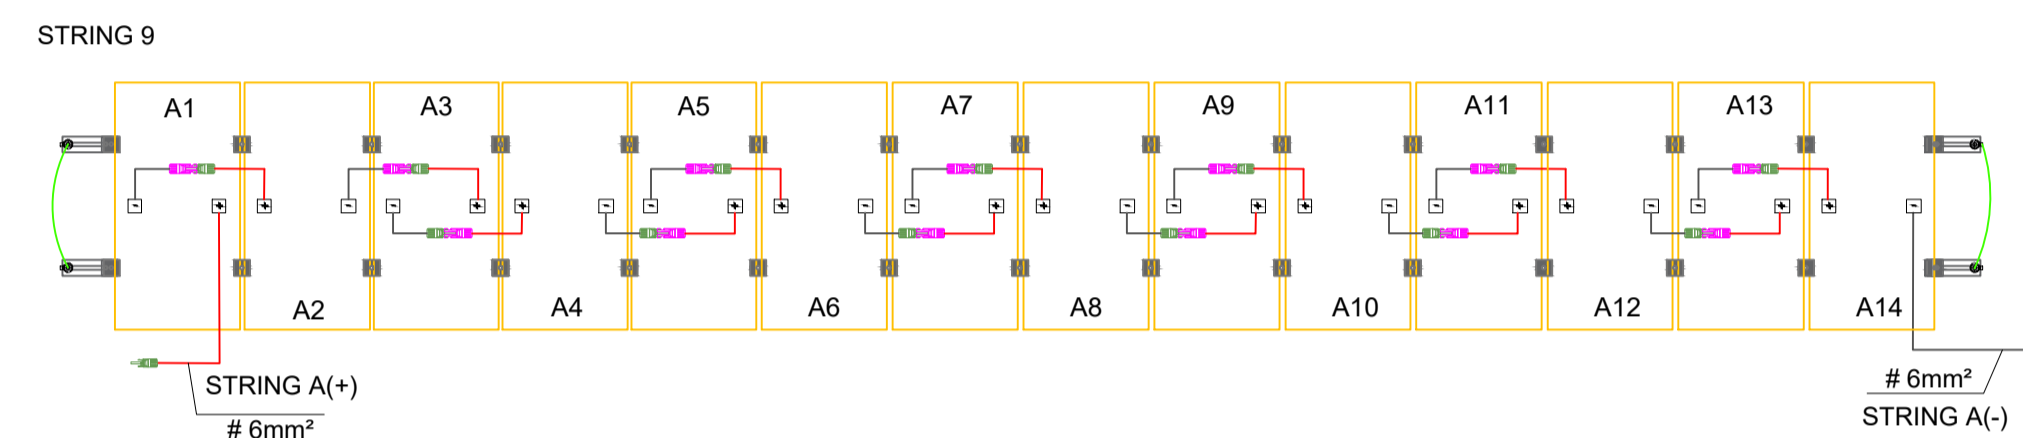 STRING 9
A1
A3
A5
A7
A9
A11
A13
- + + - - + + - - + + - - + + - - + + - - + + - - + + -
A2
A4
A6
A8
A10
A12
A14
STRING A(+)
# 6mm²
# 6mm²
STRING A(-)